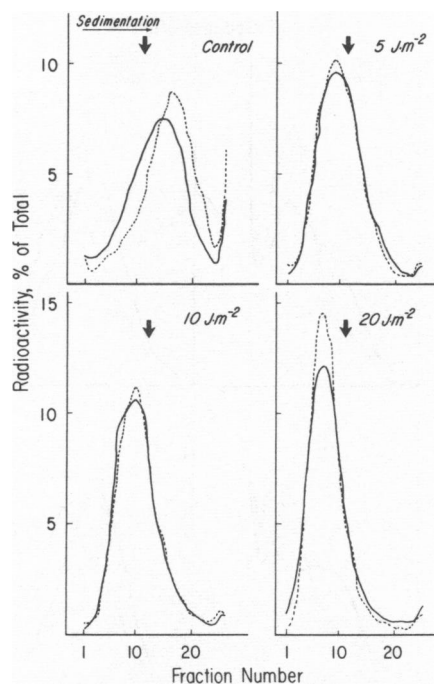 Sedimentation
Control
5 J·m⁻²
10
5
Radioactivity, % of Total
10 J·m⁻²
20 J·m⁻²
15
10
5
1 10 20
1 10 20
Fraction Number